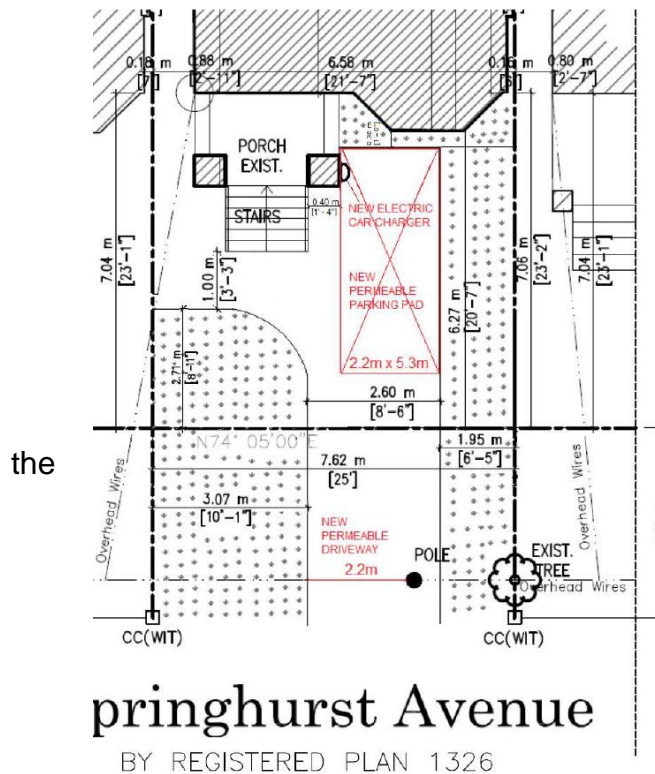 0.18 m
[7"]
0.88 m
[2'-11"]
6.58 m
[21'-7"]
0.16 m
[6"]
0.80 m
[2'-7"]
PORCH
EXIST.
STAIRS
0.40 m
[1'-4"]
NEW ELECTRIC
CAR CHARGER
NEW
PERMEABLE
PARKING PAD
2.2m x 5.3m
7.04 m
[23'-1"]
1.00 m
[3'-3"]
2.71 m
[8'-11"]
6.27 m
[20'-7"]
7.06 m
[23'-2"]
7.04 m
[23'-1"]
2.60 m
[8'-6"]
N74° 05'00"E
1.95 m
[6'-5"]
the
7.62 m
[25']
Overhead Wires
3.07 m
[10'-1"]
NEW
PERMEABLE
DRIVEWAY
2.2m
POLE
EXIST.
TREE
Overhead Wires
Overhead Wires
CC(WIT)
CC(WIT)
pringhurst Avenue
BY REGISTERED PLAN 1326